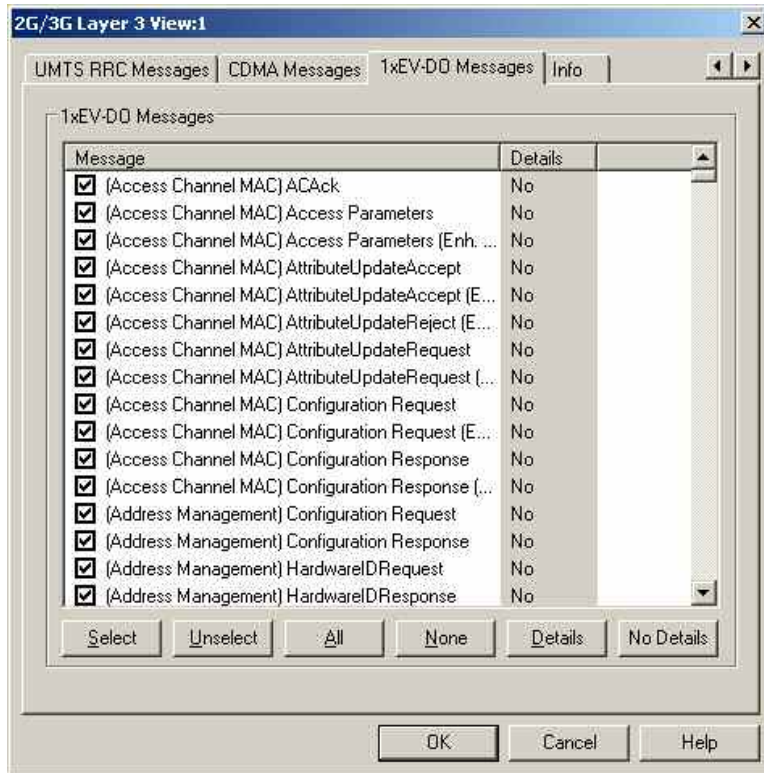 2G/3G Layer 3 View:1
UMTS RRC Messages CDMA Messages 1xEV-DO Messages Info
1xEV-DO Messages
Message Details
(Access Channel MAC) ACAck No
(Access Channel MAC) Access Parameters No
(Access Channel MAC) Access Parameters (Enh. ... No
(Access Channel MAC) AttributeUpdateAccept No
(Access Channel MAC) AttributeUpdateAccept (E... No
(Access Channel MAC) AttributeUpdateReject (E... No
(Access Channel MAC) AttributeUpdateRequest No
(Access Channel MAC) AttributeUpdateRequest (... No
(Access Channel MAC) Configuration Request No
(Access Channel MAC) Configuration Request (E... No
(Access Channel MAC) Configuration Response No
(Access Channel MAC) Configuration Response (... No
(Address Management) Configuration Request No
(Address Management) Configuration Response No
(Address Management) HardwareIDRequest No
(Address Management) HardwareIDResponse No
Select Unselect All None Details No Details
OK Cancel Help